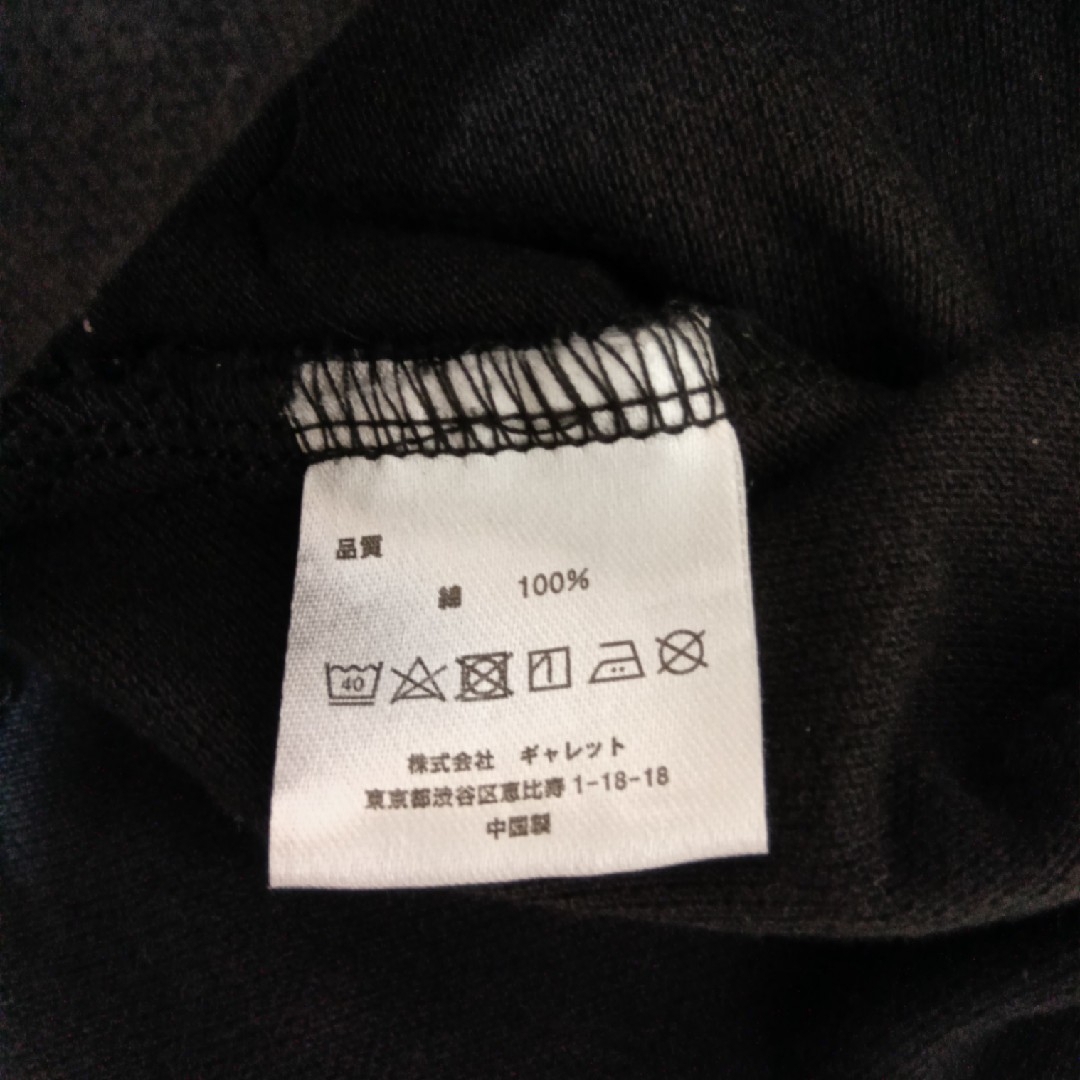 品質
綿 100%
40
株式会社 ギャレット
東京都渋谷区恵比寿1-18-18
中国製